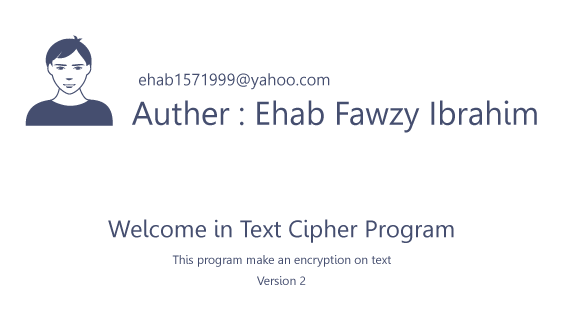 ehab1571999@yahoo.com
Auther : Ehab Fawzy Ibrahim
Welcome in Text Cipher Program
This program make an encryption on text
Version 2